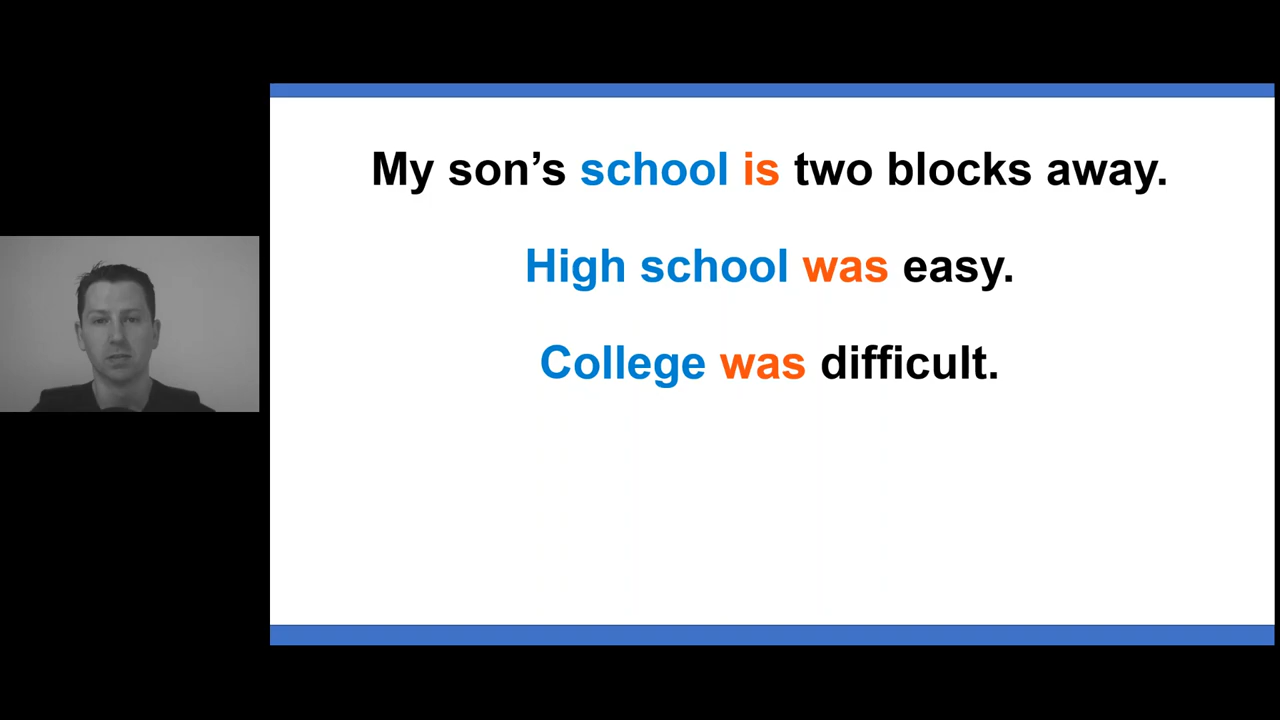 My son’s school is two blocks away.
High school was easy.
College was difficult.